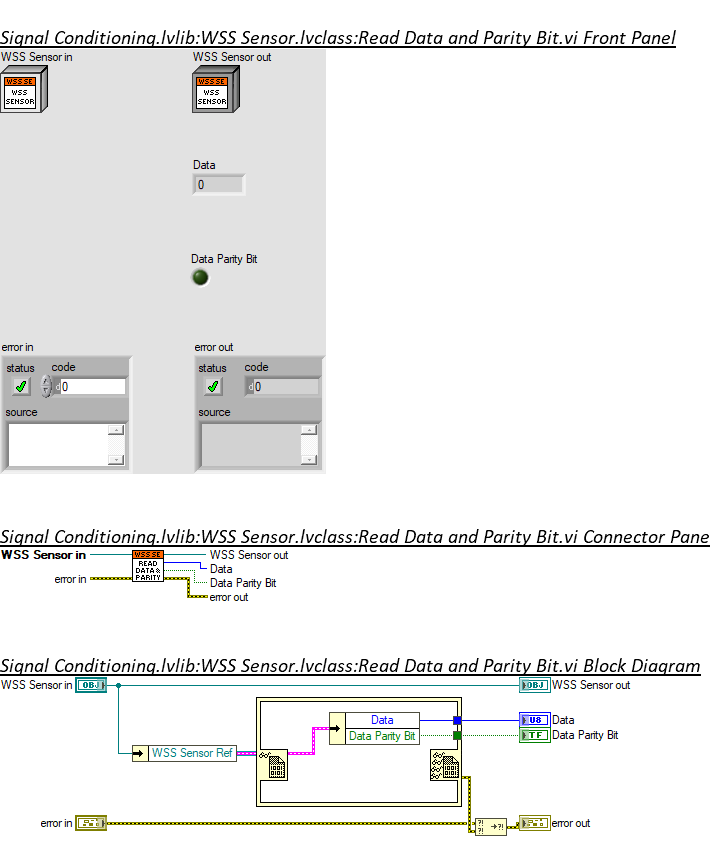 Signal Conditioning.lvlib:WSS Sensor.lvclass:Read Data and Parity Bit.vi Front Panel
WSS Sensor in
WSS Sensor out
WSS SE
WSS
SENSOR
WSS SE
WSS
SENSOR
Data
0
Data Parity Bit
error in
error out
status
code
status
code
d
0
d
0
source
source
Signal Conditioning.lvlib:WSS Sensor.lvclass:Read Data and Parity Bit.vi Connector Pane
WSS Sensor in
WSS SE
READ
DATA &
PARITY
WSS Sensor out
Data
Data Parity Bit
error in
error out
Signal Conditioning.lvlib:WSS Sensor.lvclass:Read Data and Parity Bit.vi Block Diagram
WSS Sensor in
OBJ
OBJ
WSS Sensor out
Data
U8
Data
Data Parity Bit
TF
Data Parity Bit
WSS Sensor Ref
error in
?!
?!
→?!
error out